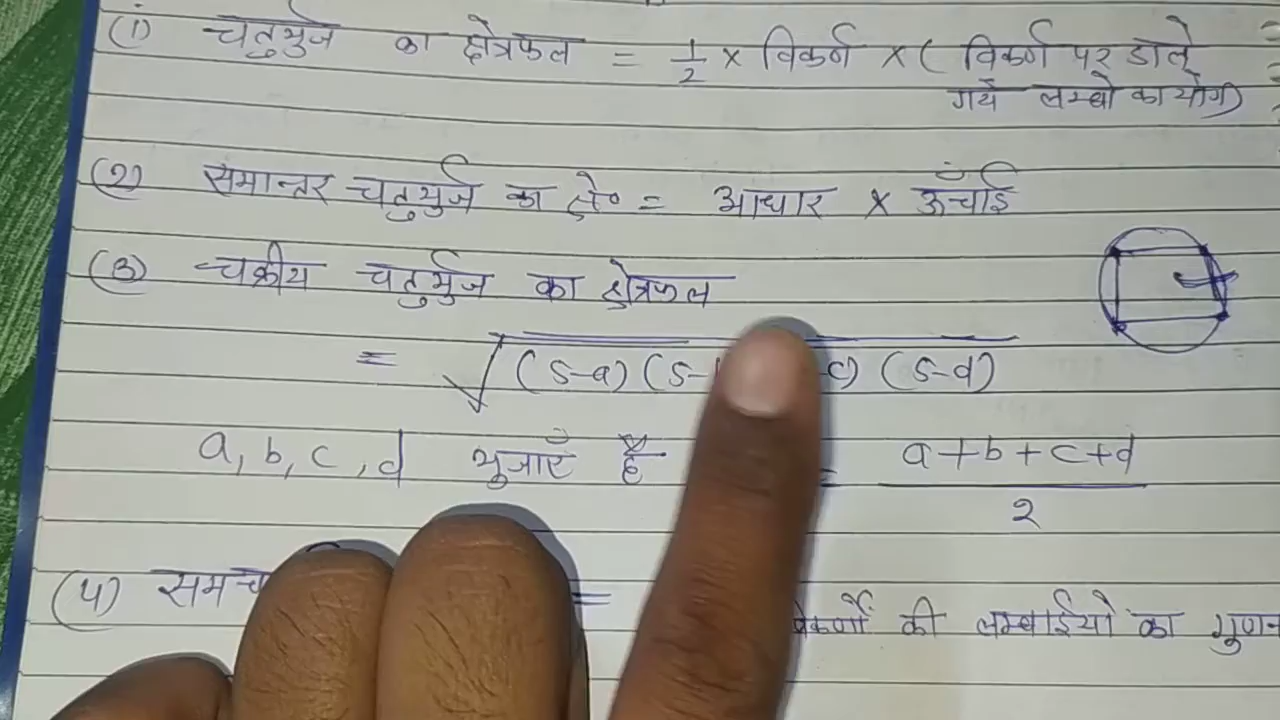 (1) चतुर्भुज का क्षेत्रफल = 1/2 × विकर्ण × ( विकर्ण पर डाले
गये लम्बो का योग)
(2) समान्तर चतुर्भुज का क्षे० = आधार × ऊंचाई
(3) चक्रीय चतुर्भुज का क्षेत्रफल
= √(s-a) (s- c) (s-d)
a, b, c, d भुजाएँ है = a+b+c+d / 2
(4) = की लम्बाईयो का